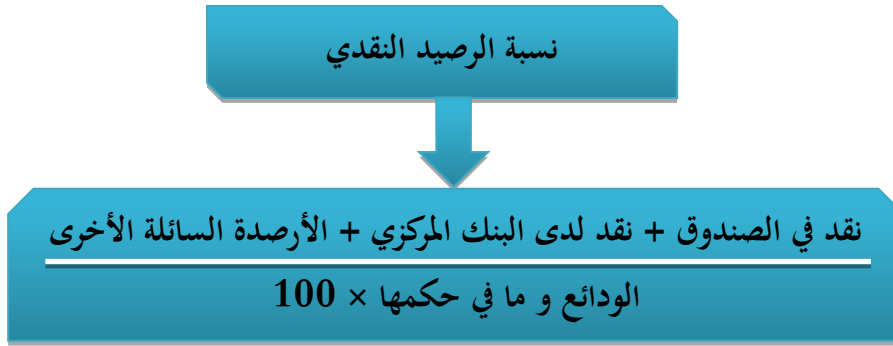 نسبة الرصيد النقدي
نقد في الصندوق + نقد لدى البنك المركزي + الأرصدة السائلة الأخرى
الودائع و ما في حكمها × 100